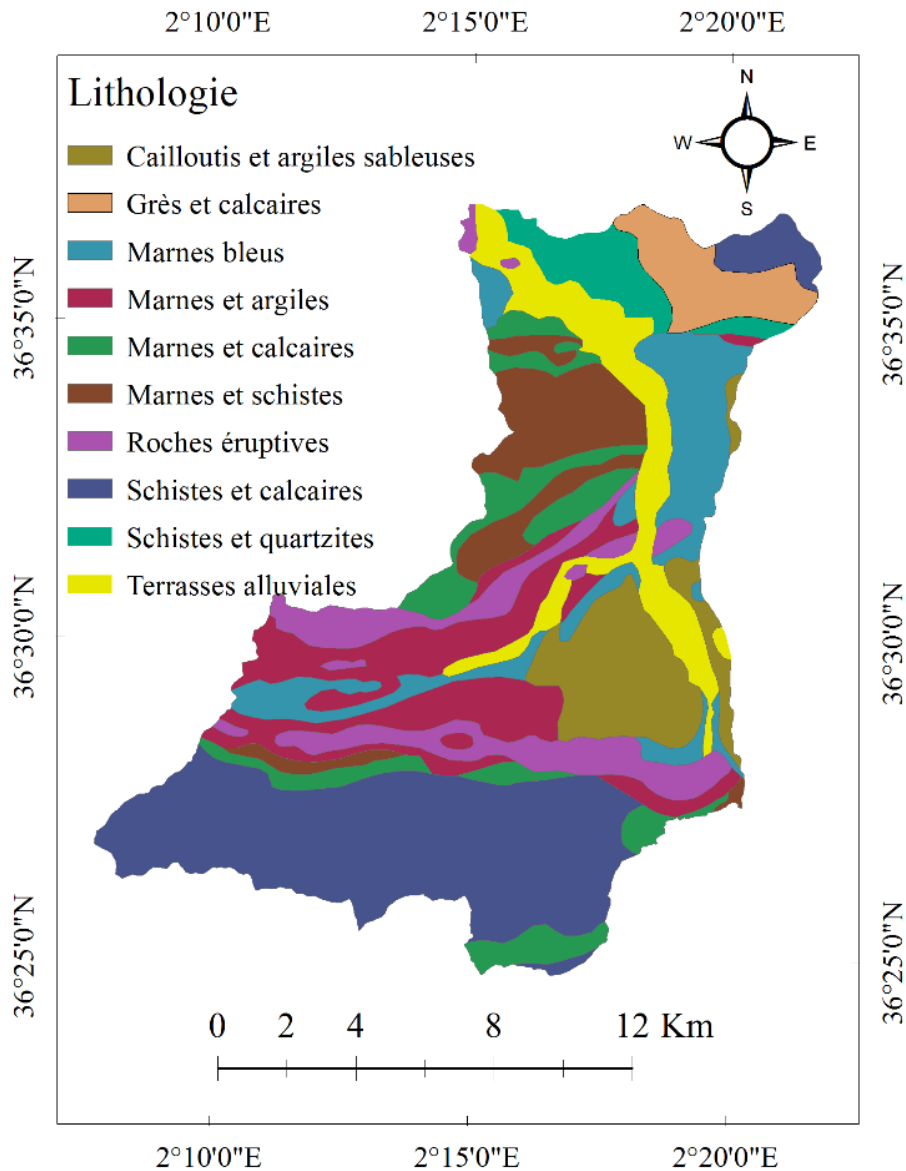 2°10'0"E 2°15'0"E 2°20'0"E
Lithologie
N
W E
S
Cailloutis et argiles sableuses
Grès et calcaires
Marnes bleus
Marnes et argiles
Marnes et calcaires
Marnes et schistes
Roches éruptives
Schistes et calcaires
Schistes et quartzites
Terrasses alluviales
36°35'0"N 36°35'0"N
36°30'0"N 36°30'0"N
36°25'0"N 36°25'0"N
0 2 4 8 12 Km
2°10'0"E 2°15'0"E 2°20'0"E